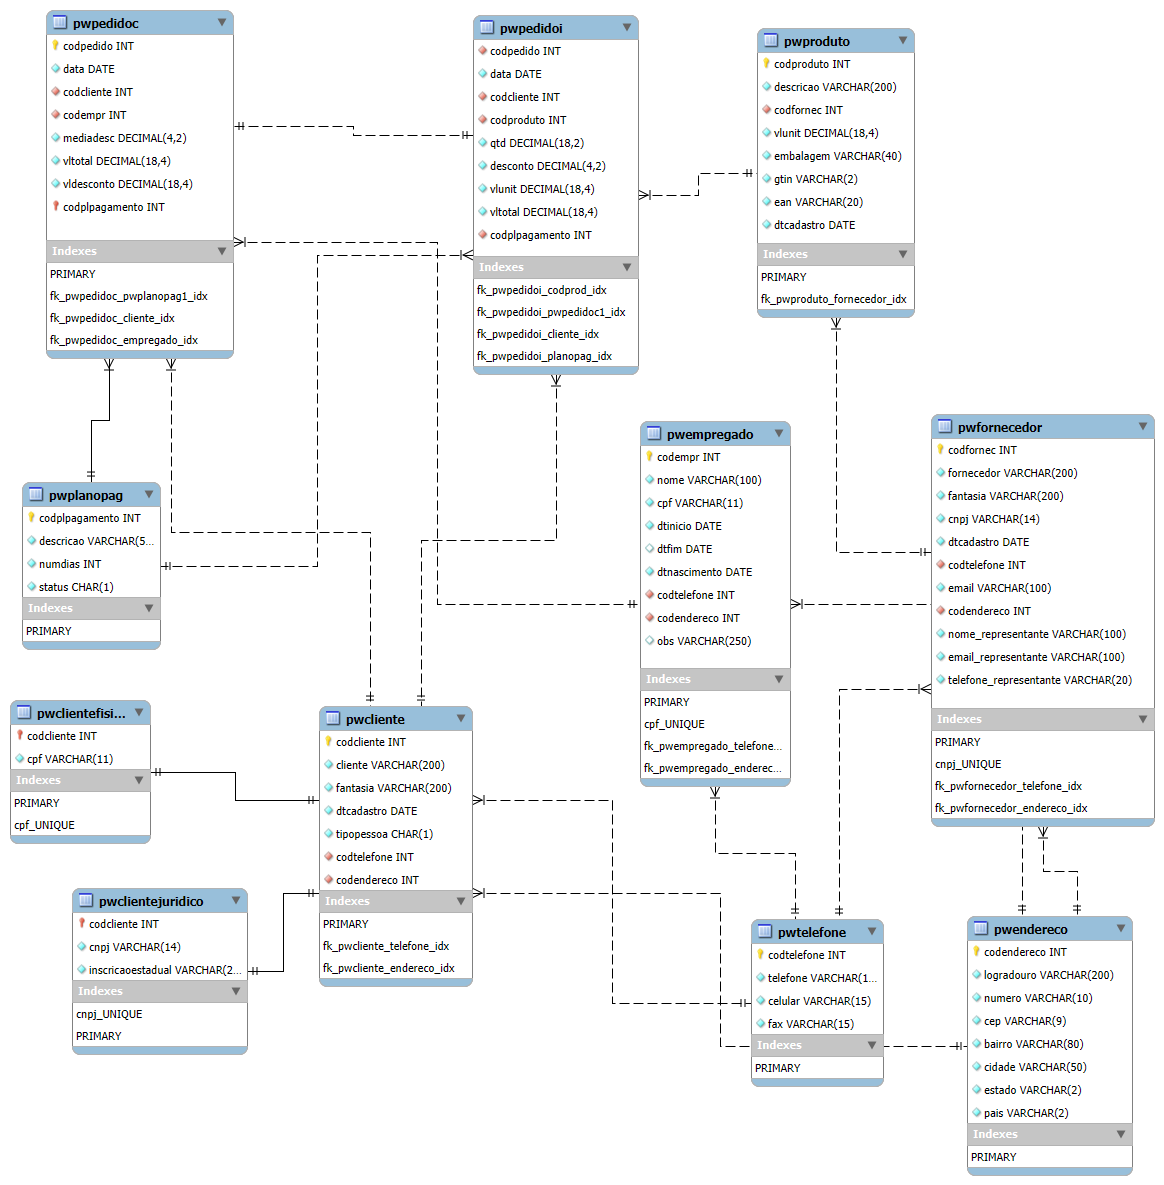 pwpedidoc
codpedido INT
data DATE
codcliente INT
codempr INT
mediadesc DECIMAL(4,2)
vltotal DECIMAL(18,4)
vldesconto DECIMAL(18,4)
codplpagamento INT
Indexes
PRIMARY
fk_pwpedidoc_pwplanopag1_idx
fk_pwpedidoc_cliente_idx
fk_pwpedidoc_empregado_idx
pwpedidoi
codpedido INT
data DATE
codcliente INT
codproduto INT
qtd DECIMAL(18,2)
desconto DECIMAL(4,2)
vlunit DECIMAL(18,4)
vltotal DECIMAL(18,4)
codplpagamento INT
Indexes
fk_pwpedidoi_codprod_idx
fk_pwpedidoi_pwpedidoc1_idx
fk_pwpedidoi_cliente_idx
fk_pwpedidoi_planopag_idx
pwproduto
codproduto INT
descricao VARCHAR(200)
codfornec INT
vlunit DECIMAL(18,4)
embalagem VARCHAR(40)
gtin VARCHAR(2)
ean VARCHAR(20)
dtcadastro DATE
Indexes
PRIMARY
fk_pwproduto_fornecedor_idx
pwplanopag
codplpagamento INT
descricao VARCHAR(5...
numdias INT
status CHAR(1)
Indexes
PRIMARY
pwempregado
codempr INT
nome VARCHAR(100)
cpf VARCHAR(11)
dtinicio DATE
dtfim DATE
dtnascimento DATE
codtelefone INT
codendereco INT
obs VARCHAR(250)
Indexes
PRIMARY
cpf_UNIQUE
fk_pwempregado_telefone...
fk_pwempregado_enderec...
pwfornecedor
codfornec INT
fornecedor VARCHAR(200)
fantasia VARCHAR(200)
cnpj VARCHAR(14)
dtcadastro DATE
codtelefone INT
email VARCHAR(100)
codendereco INT
nome_representante VARCHAR(100)
email_representante VARCHAR(100)
telefone_representante VARCHAR(20)
Indexes
PRIMARY
cnpj_UNIQUE
fk_pwfornecedor_telefone_idx
fk_pwfornecedor_endereco_idx
pwclientefisi...
codcliente INT
cpf VARCHAR(11)
Indexes
PRIMARY
cpf_UNIQUE
pwcliente
codcliente INT
cliente VARCHAR(200)
fantasia VARCHAR(200)
dtcadastro DATE
tipopessoa CHAR(1)
codtelefone INT
codendereco INT
Indexes
PRIMARY
fk_pwcliente_telefone_idx
fk_pwcliente_endereco_idx
pwclientejuridico
codcliente INT
cnpj VARCHAR(14)
inscricaoestadual VARCHAR(2...
Indexes
cnpj_UNIQUE
PRIMARY
pwtelefone
codtelefone INT
telefone VARCHAR(1...
celular VARCHAR(15)
fax VARCHAR(15)
Indexes
PRIMARY
pwendereco
codendereco INT
logradouro VARCHAR(200)
numero VARCHAR(10)
cep VARCHAR(9)
bairro VARCHAR(80)
cidade VARCHAR(50)
estado VARCHAR(2)
pais VARCHAR(2)
Indexes
PRIMARY